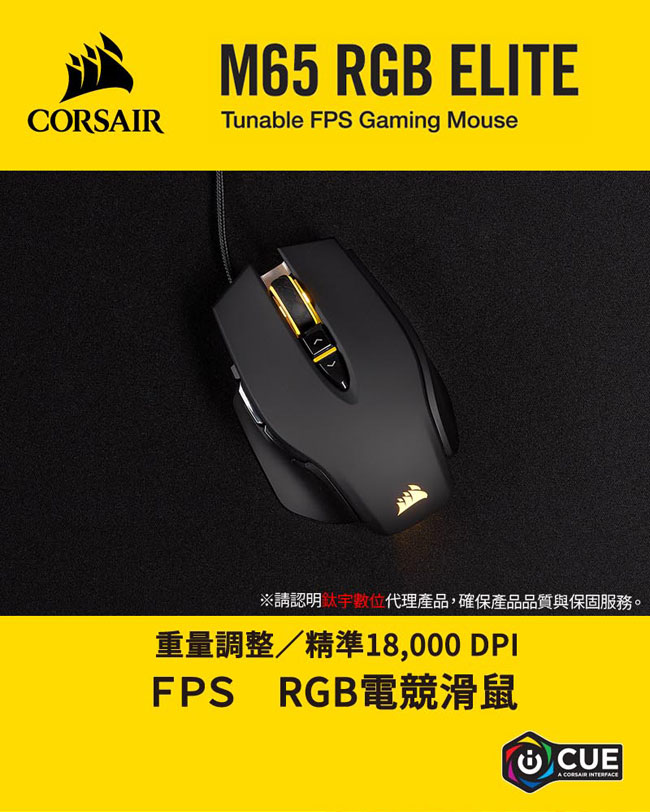 CORSAIR
M65 RGB ELITE
Tunable FPS Gaming Mouse
※請認明鈦宇數位代理產品,確保產品品質與保固服務。
重量調整／精準18,000 DPI
FPS RGB電競滑鼠
iCUE
A CORSAIR INTERFACE